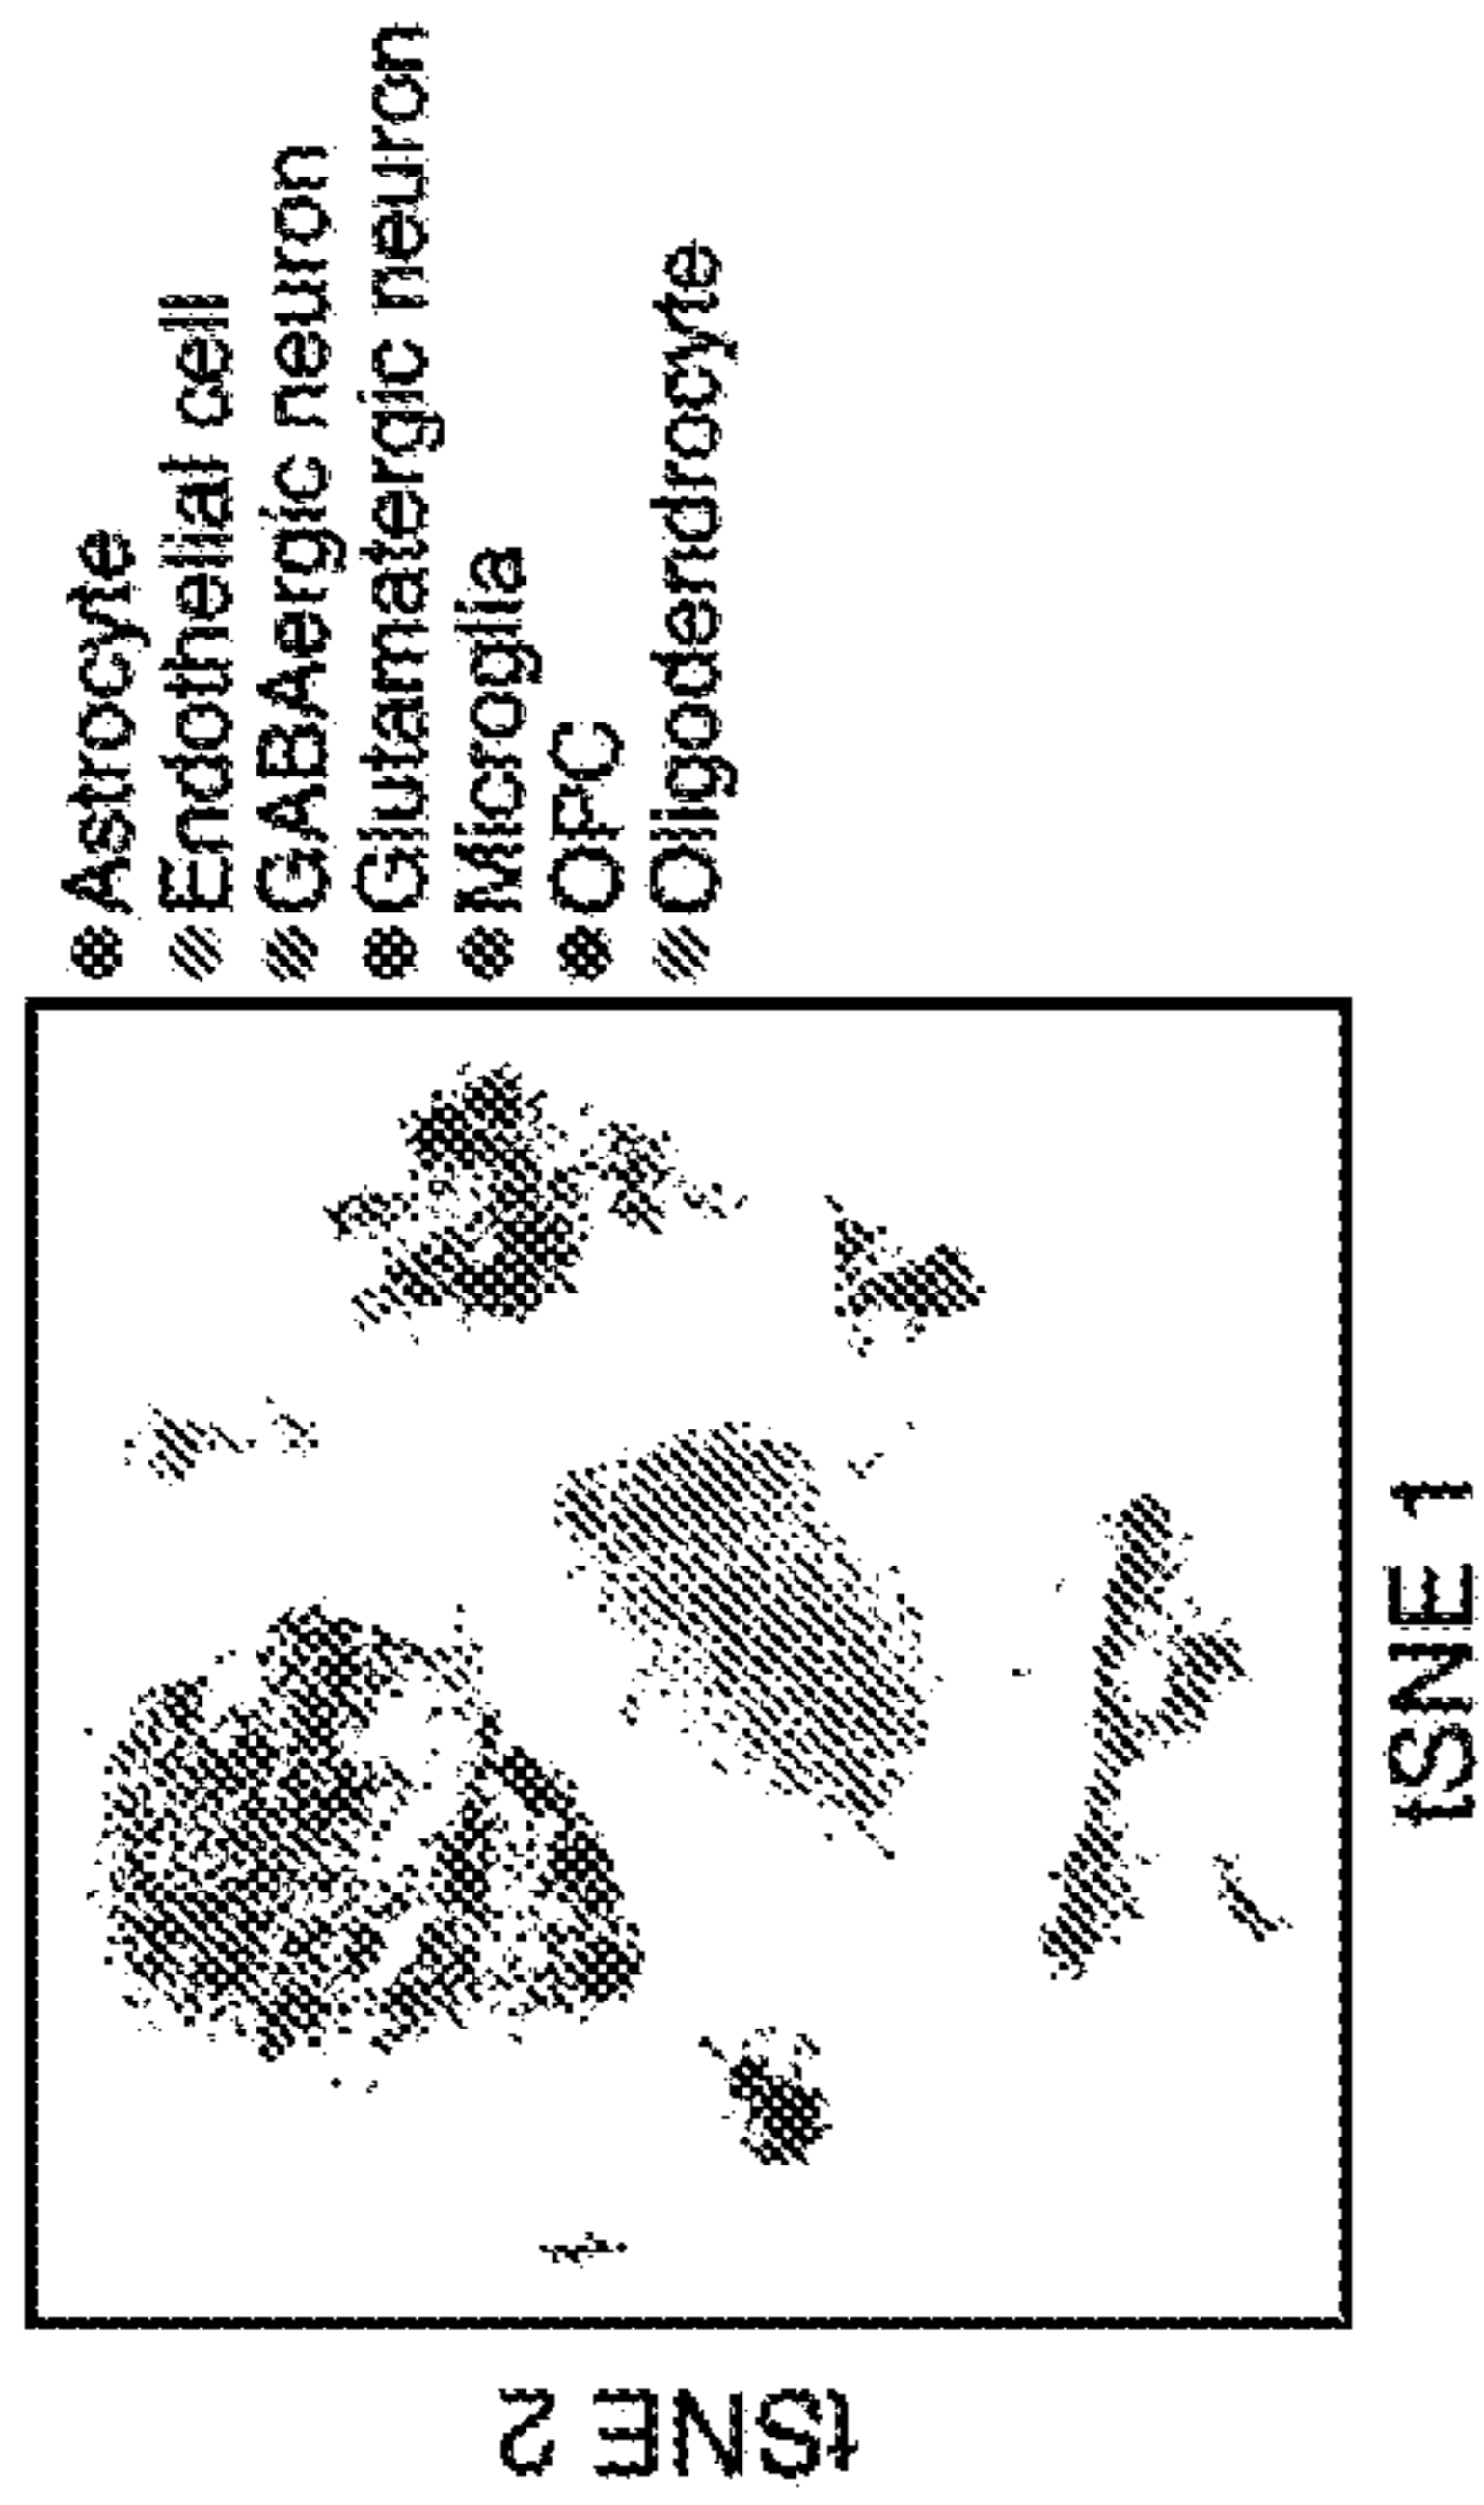 Astrocyte
Endothelial cell
GABAergic neuron
Glutamatergic neuron
Microglia
OPC
Oligodendrocyte
tSNE 2
tSNE 1